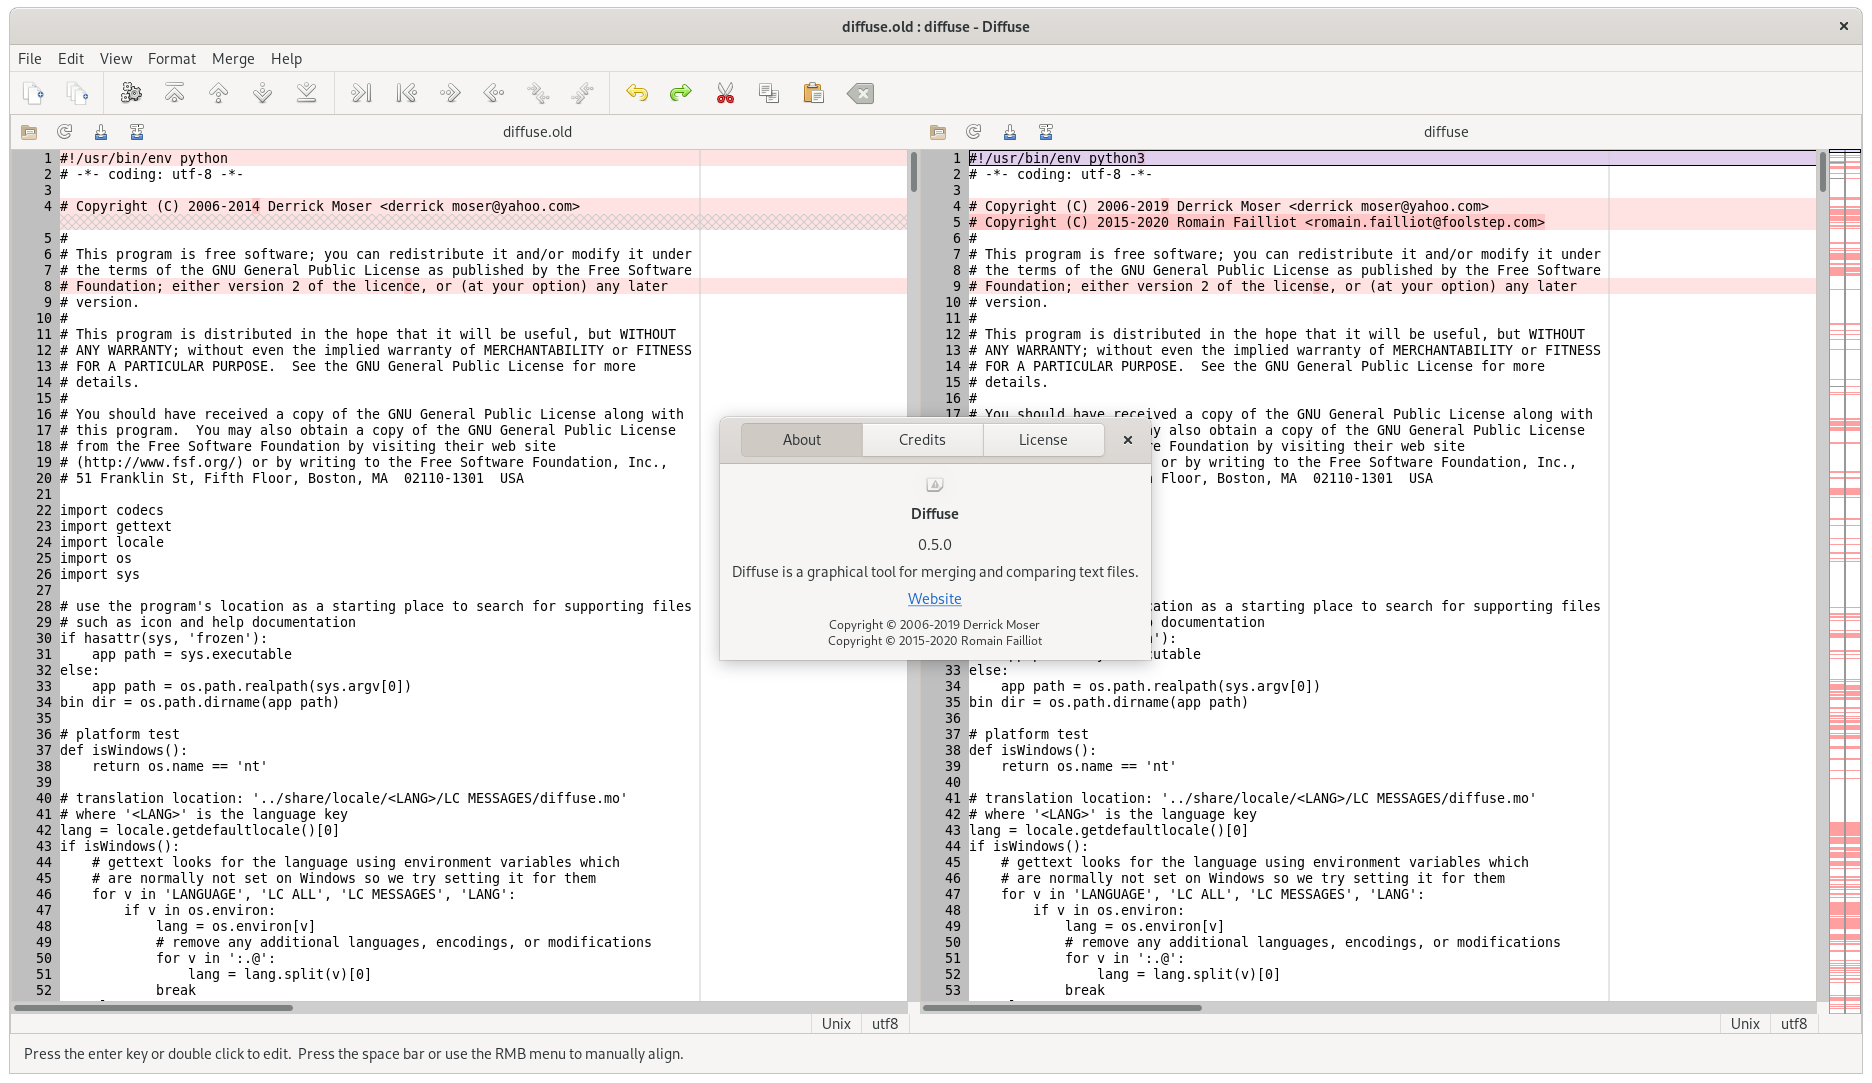 diffuse.old : diffuse - Diffuse
File Edit View Format Merge Help
diffuse.old
1 #!/usr/bin/env python
2 # -*- coding: utf-8 -*-
3
4 # Copyright (C) 2006-2014 Derrick Moser <derrick moser@yahoo.com>
5 #
6 # This program is free software; you can redistribute it and/or modify it under
7 # the terms of the GNU General Public License as published by the Free Software
8 # Foundation; either version 2 of the licence, or (at your option) any later
9 # version.
10 #
11 # This program is distributed in the hope that it will be useful, but WITHOUT
12 # ANY WARRANTY; without even the implied warranty of MERCHANTABILITY or FITNESS
13 # FOR A PARTICULAR PURPOSE.  See the GNU General Public License for more
14 # details.
15 #
16 # You should have received a copy of the GNU General Public License along with
17 # this program.  You may also obtain a copy of the GNU General Public License
18 # from the Free Software Foundation by visiting their web site
19 # (http://www.fsf.org/) or by writing to the Free Software Foundation, Inc.,
20 # 51 Franklin St, Fifth Floor, Boston, MA  02110-1301  USA
21
22 import codecs
23 import gettext
24 import locale
25 import os
26 import sys
27
28 # use the program's location as a starting place to search for supporting files
29 # such as icon and help documentation
30 if hasattr(sys, 'frozen'):
31     app path = sys.executable
32 else:
33     app path = os.path.realpath(sys.argv[0])
34 bin dir = os.path.dirname(app path)
35
36 # platform test
37 def isWindows():
38     return os.name == 'nt'
39
40 # translation location: '../share/locale/<LANG>/LC MESSAGES/diffuse.mo'
41 # where '<LANG>' is the language key
42 lang = locale.getdefaultlocale()[0]
43 if isWindows():
44     # gettext looks for the language using environment variables which
45     # are normally not set on Windows so we try setting it for them
46     for v in 'LANGUAGE', 'LC ALL', 'LC MESSAGES', 'LANG':
47         if v in os.environ:
48             lang = os.environ[v]
49             # remove any additional languages, encodings, or modifications
50             for v in ':.@':
51                 lang = lang.split(v)[0]
52             break
Unix utf8
diffuse
1 #!/usr/bin/env python3
2 # -*- coding: utf-8 -*-
3
4 # Copyright (C) 2006-2019 Derrick Moser <derrick moser@yahoo.com>
5 # Copyright (C) 2015-2020 Romain Failliot <romain.failliot@foolstep.com>
6 #
7 # This program is free software; you can redistribute it and/or modify it under
8 # the terms of the GNU General Public License as published by the Free Software
9 # Foundation; either version 2 of the license, or (at your option) any later
10 # version.
11 #
12 # This program is distributed in the hope that it will be useful, but WITHOUT
13 # ANY WARRANTY; without even the implied warranty of MERCHANTABILITY or FITNESS
14 # FOR A PARTICULAR PURPOSE.  See the GNU General Public License for more
15 # details.
16 #
17 # You should have received a copy of the GNU General Public License along with
also obtain a copy of the GNU General Public License
Foundation by visiting their web site
or by writing to the Free Software Foundation, Inc.,
Floor, Boston, MA  02110-1301  USA
as a starting place to search for supporting files
documentation
'):
33 else:
34     app path = os.path.realpath(sys.argv[0])
35 bin dir = os.path.dirname(app path)
36
37 # platform test
38 def isWindows():
39     return os.name == 'nt'
40
41 # translation location: '../share/locale/<LANG>/LC MESSAGES/diffuse.mo'
42 # where '<LANG>' is the language key
43 lang = locale.getdefaultlocale()[0]
44 if isWindows():
45     # gettext looks for the language using environment variables which
46     # are normally not set on Windows so we try setting it for them
47     for v in 'LANGUAGE', 'LC ALL', 'LC MESSAGES', 'LANG':
48         if v in os.environ:
49             lang = os.environ[v]
50             # remove any additional languages, encodings, or modifications
51             for v in ':.@':
52                 lang = lang.split(v)[0]
53             break
Unix utf8
About Credits License
Diffuse
0.5.0
Diffuse is a graphical tool for merging and comparing text files.
Website
Copyright © 2006-2019 Derrick Moser
Copyright © 2015-2020 Romain Failliot
Press the enter key or double click to edit.  Press the space bar or use the RMB menu to manually align.